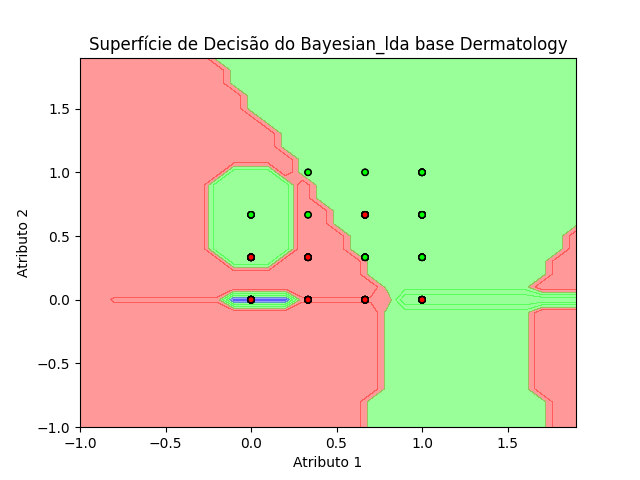 Superfície de Decisão do Bayesian_lda base Dermatology
1.5
1.0
0.5
0.0
−0.5
−1.0
Atributo 2
−1.0 −0.5 0.0 0.5 1.0 1.5
Atributo 1